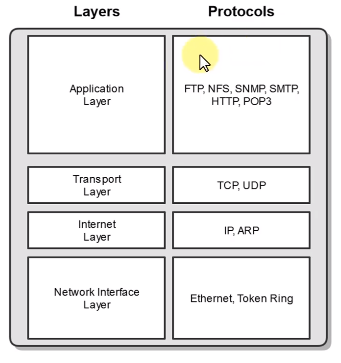 Layers Protocols
Application
Layer
FTP, NFS, SNMP, SMTP,
HTTP, POP3
Transport
Layer
TCP, UDP
Internet
Layer
IP, ARP
Network Interface
Layer
Ethernet, Token Ring